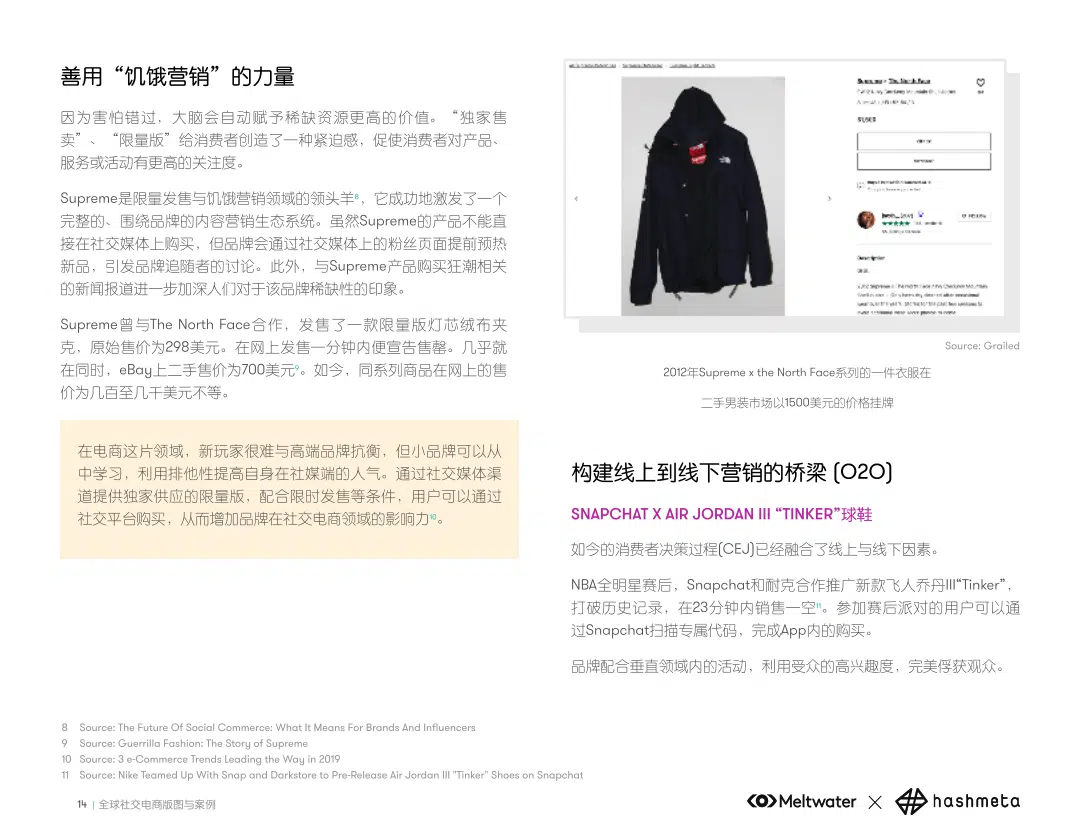 善用“饥饿营销”的力量
因为害怕错过，大脑会自动赋予稀缺资源更高的价值。“独家售
卖”、“限量版”给消费者创造了一种紧迫感，促使消费者对产品、
服务或活动有更高的关注度。
Supreme是限量发售与饥饿营销领域的领头羊8，它成功地激发了一个
完整的、围绕品牌的内容营销生态系统。虽然Supreme的产品不能直
接在社交媒体上购买，但品牌会通过社交媒体上的粉丝页面提前预热
新品，引发品牌追随者的讨论。此外，与Supreme产品购买狂潮相关
的新闻报道进一步加深人们对于该品牌稀缺性的印象。
Supreme曾与The North Face合作，发售了一款限量版灯芯绒布夹
克，原始售价为298美元。在网上发售一分钟内便宣告售罄。几乎就
在同时，eBay上二手售价为700美元9。如今，同系列商品在网上的售
价为几百至几千美元不等。
在电商这片领域，新玩家很难与高端品牌抗衡，但小品牌可以从
中学习，利用排他性提高自身在社媒端的人气。通过社交媒体渠
道提供独家供应的限量版，配合限时发售等条件，用户可以通过
社交平台购买，从而增加品牌在社交电商领域的影响力10。
Supreme × The North Face
$1,500
FOLLOW
Description
Source: Grailed
2012年Supreme x the North Face系列的一件衣服在
二手男装市场以1500美元的价格挂牌
构建线上到线下营销的桥梁 (O2O)
SNAPCHAT X AIR JORDAN III “TINKER”球鞋
如今的消费者决策过程(CEJ)已经融合了线上与线下因素。
NBA全明星赛后，Snapchat和耐克合作推广新款飞人乔丹III“Tinker”，
打破历史记录，在23分钟内销售一空11。参加赛后派对的用户可以通
过Snapchat扫描专属代码，完成App内的购买。
品牌配合垂直领域内的活动，利用受众的高兴趣度，完美俘获观众。
8 Source: The Future Of Social Commerce: What It Means For Brands And Influencers
9 Source: Guerrilla Fashion: The Story of Supreme
10 Source: 3 e-Commerce Trends Leading the Way in 2019
11 Source: Nike Teamed Up With Snap and Darkstore to Pre-Release Air Jordan III "Tinker" Shoes on Snapchat
14 | 全球社交电商版图与案例
Meltwater × hashmeta